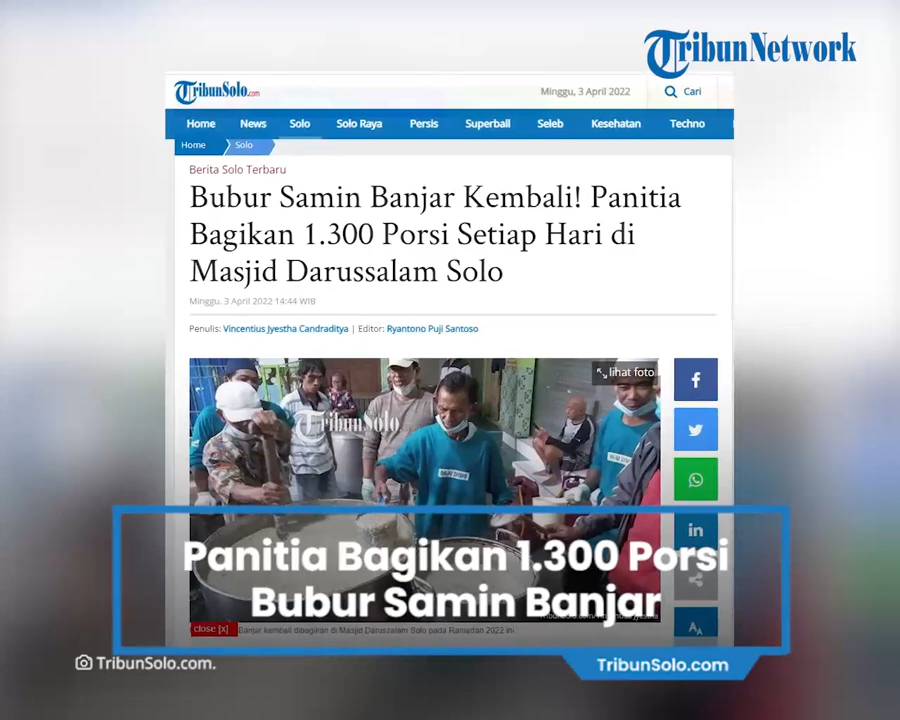 TribunNetwork
TribunSolo.com
Minggu, 3 April 2022
Cari
Home News Solo Solo Raya Persis Superball Seleb Kesehatan Techno
Home Solo
Berita Solo Terbaru
Bubur Samin Banjar Kembali! Panitia
Bagikan 1.300 Porsi Setiap Hari di
Masjid Darussalam Solo
Minggu, 3 April 2022 14:44 WIB
Penulis: Vincentius Jyestha Candraditya | Editor: Ryantono Puji Santoso
lihat foto
TribunSolo
Panitia Bagikan 1.300 Porsi
Bubur Samin Banjar
close [x]
Banjar kembali dibagikan di Masjid Darussalam Solo pada Ramadan 2022 ini
AA
TribunSolo.com.
TribunSolo.com